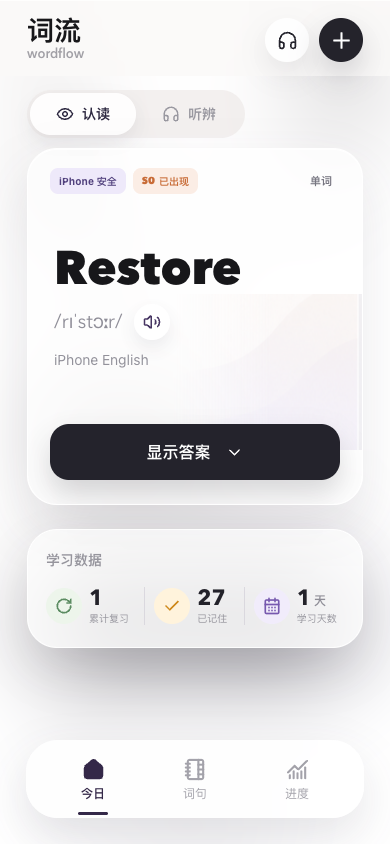 词流
wordflow
认读
听辨
iPhone 安全
SO 已出现
单词
Restore
/rɪˈstɔːr/
iPhone English
显示答案
学习数据
1
累计复习
27
已记住
1 天
学习天数
今日
词句
进度